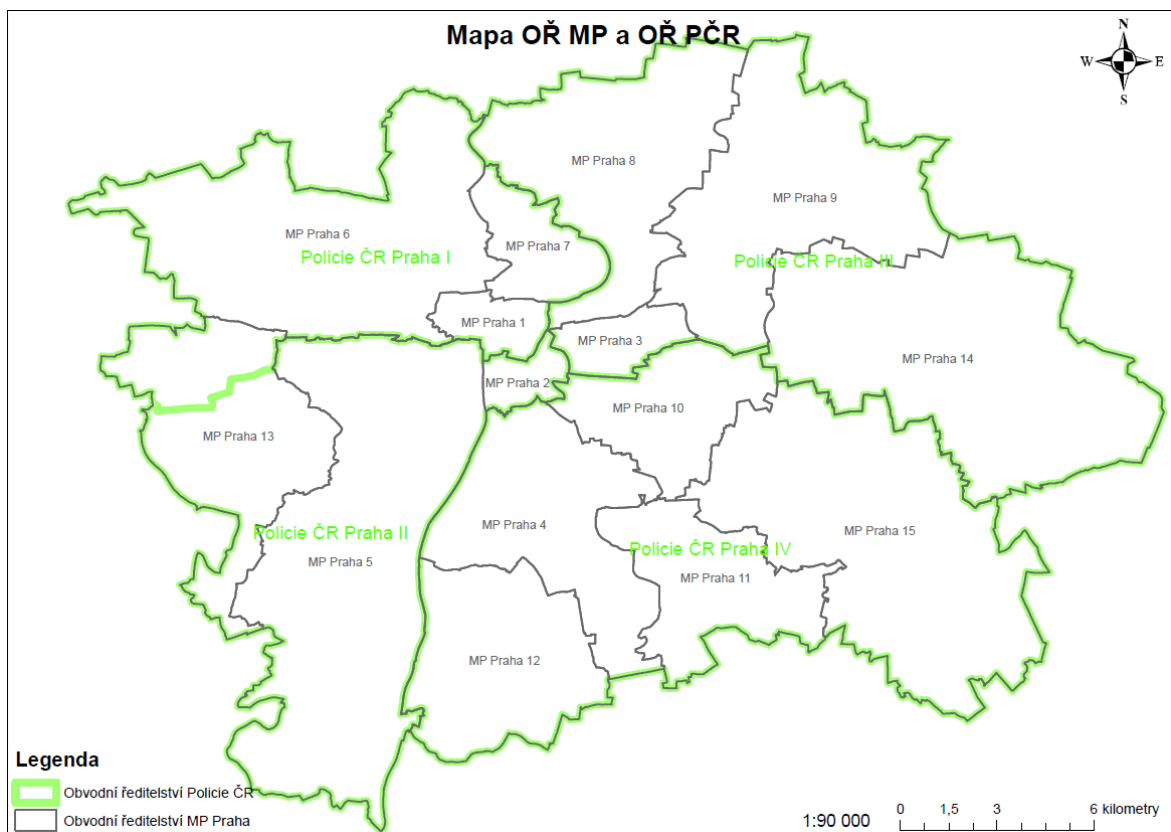 Mapa OŘ MP a OŘ PČR
N
W E
S
MP Praha 8
MP Praha 9
MP Praha 6
MP Praha 7
Policie ČR Praha I
Policie ČR Praha III
MP Praha 1
MP Praha 3
MP Praha 14
MP Praha 2
MP Praha 10
MP Praha 13
MP Praha 4
MP Praha 15
Policie ČR Praha II
Policie ČR Praha IV
MP Praha 5
MP Praha 11
MP Praha 12
Legenda
Obvodní ředitelství Policie ČR
Obvodní ředitelství MP Praha
1:90 000
0 1,5 3 6 kilometry